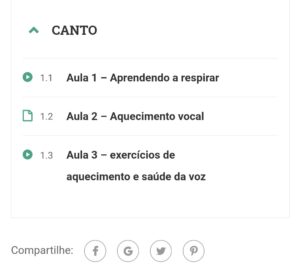 CANTO
1.1 Aula 1 – Aprendendo a respirar
1.2 Aula 2 – Aquecimento vocal
1.3 Aula 3 – exercícios de
aquecimento e saúde da voz
Compartilhe: